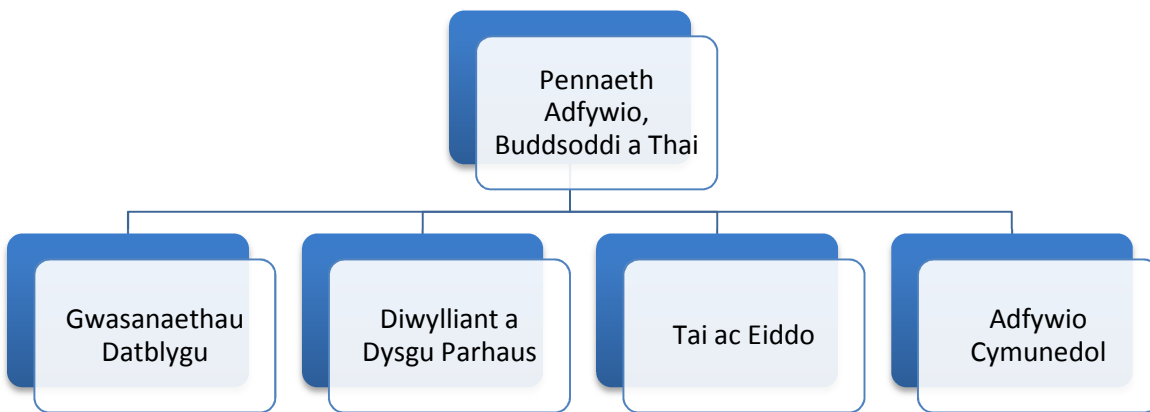 Pennaeth
Adfywio,
Buddsoddi a Thai
Gwasanaethau
Datblygu
Diwylliant a
Dysgu Parhaus
Tai ac Eiddo
Adfywio
Cymunedol